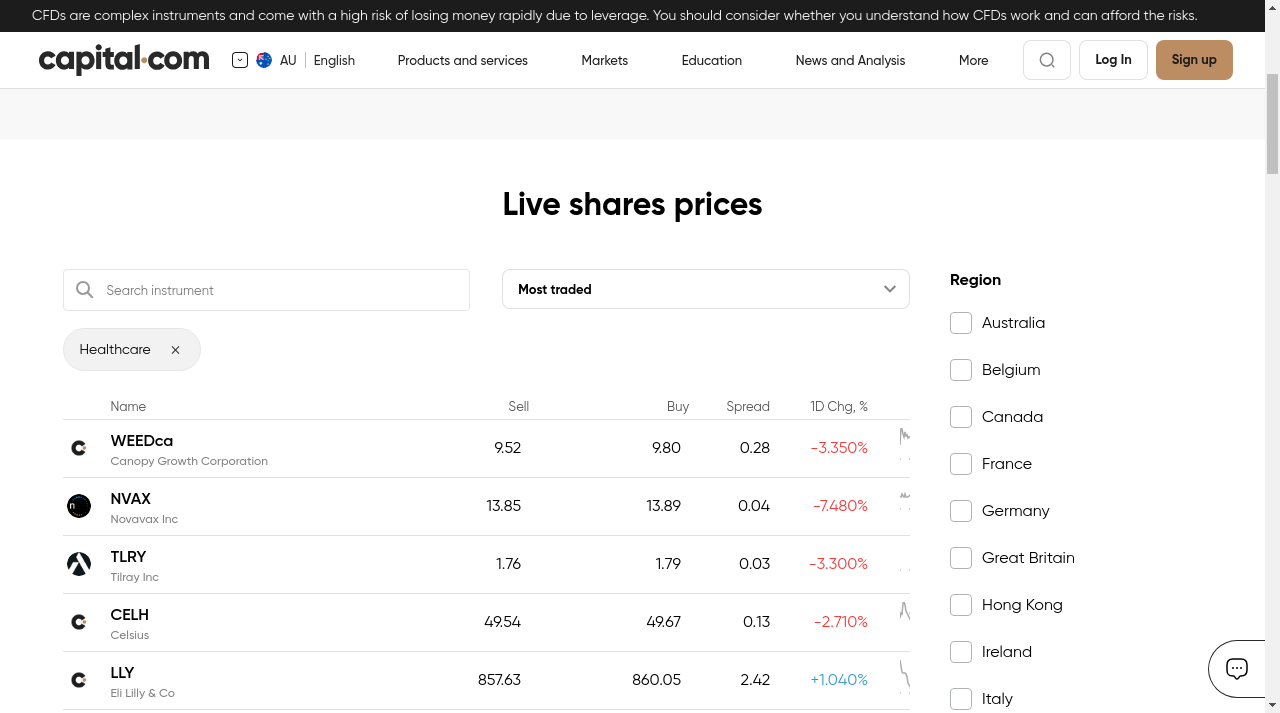 CFDs are complex instruments and come with a high risk of losing money rapidly due to leverage. You should consider whether you understand how CFDs work and can afford the risks.
capital.com AU English Products and services Markets Education News and Analysis More Log In Sign up
Live shares prices
Search instrument
Most traded
Healthcare
Name Sell Buy Spread 1D Chg, %
WEEDca 9.52 9.80 0.28 -3.350%
Canopy Growth Corporation
NVAX 13.85 13.89 0.04 -7.480%
Novavax Inc
TLRY 1.76 1.79 0.03 -3.300%
Tilray Inc
CELH 49.54 49.67 0.13 -2.710%
Celsius
LLY 857.63 860.05 2.42 +1.040%
Eli Lilly & Co
Region
Australia
Belgium
Canada
France
Germany
Great Britain
Hong Kong
Ireland
Italy